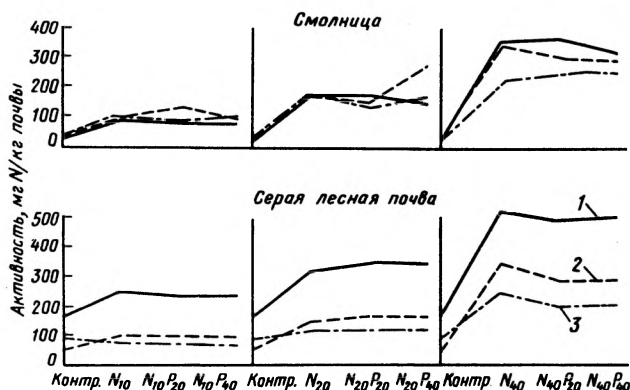 Смолница
400
300
200
100
0
Активность, мг N/кг почвы
Серая лесная почва
500
400
300
200
100
0
1
2
3
Контр. N10 N10P20 N10P40
Контр. N20 N20P20 N20P40
Контр. N40 N40P20 N40P40